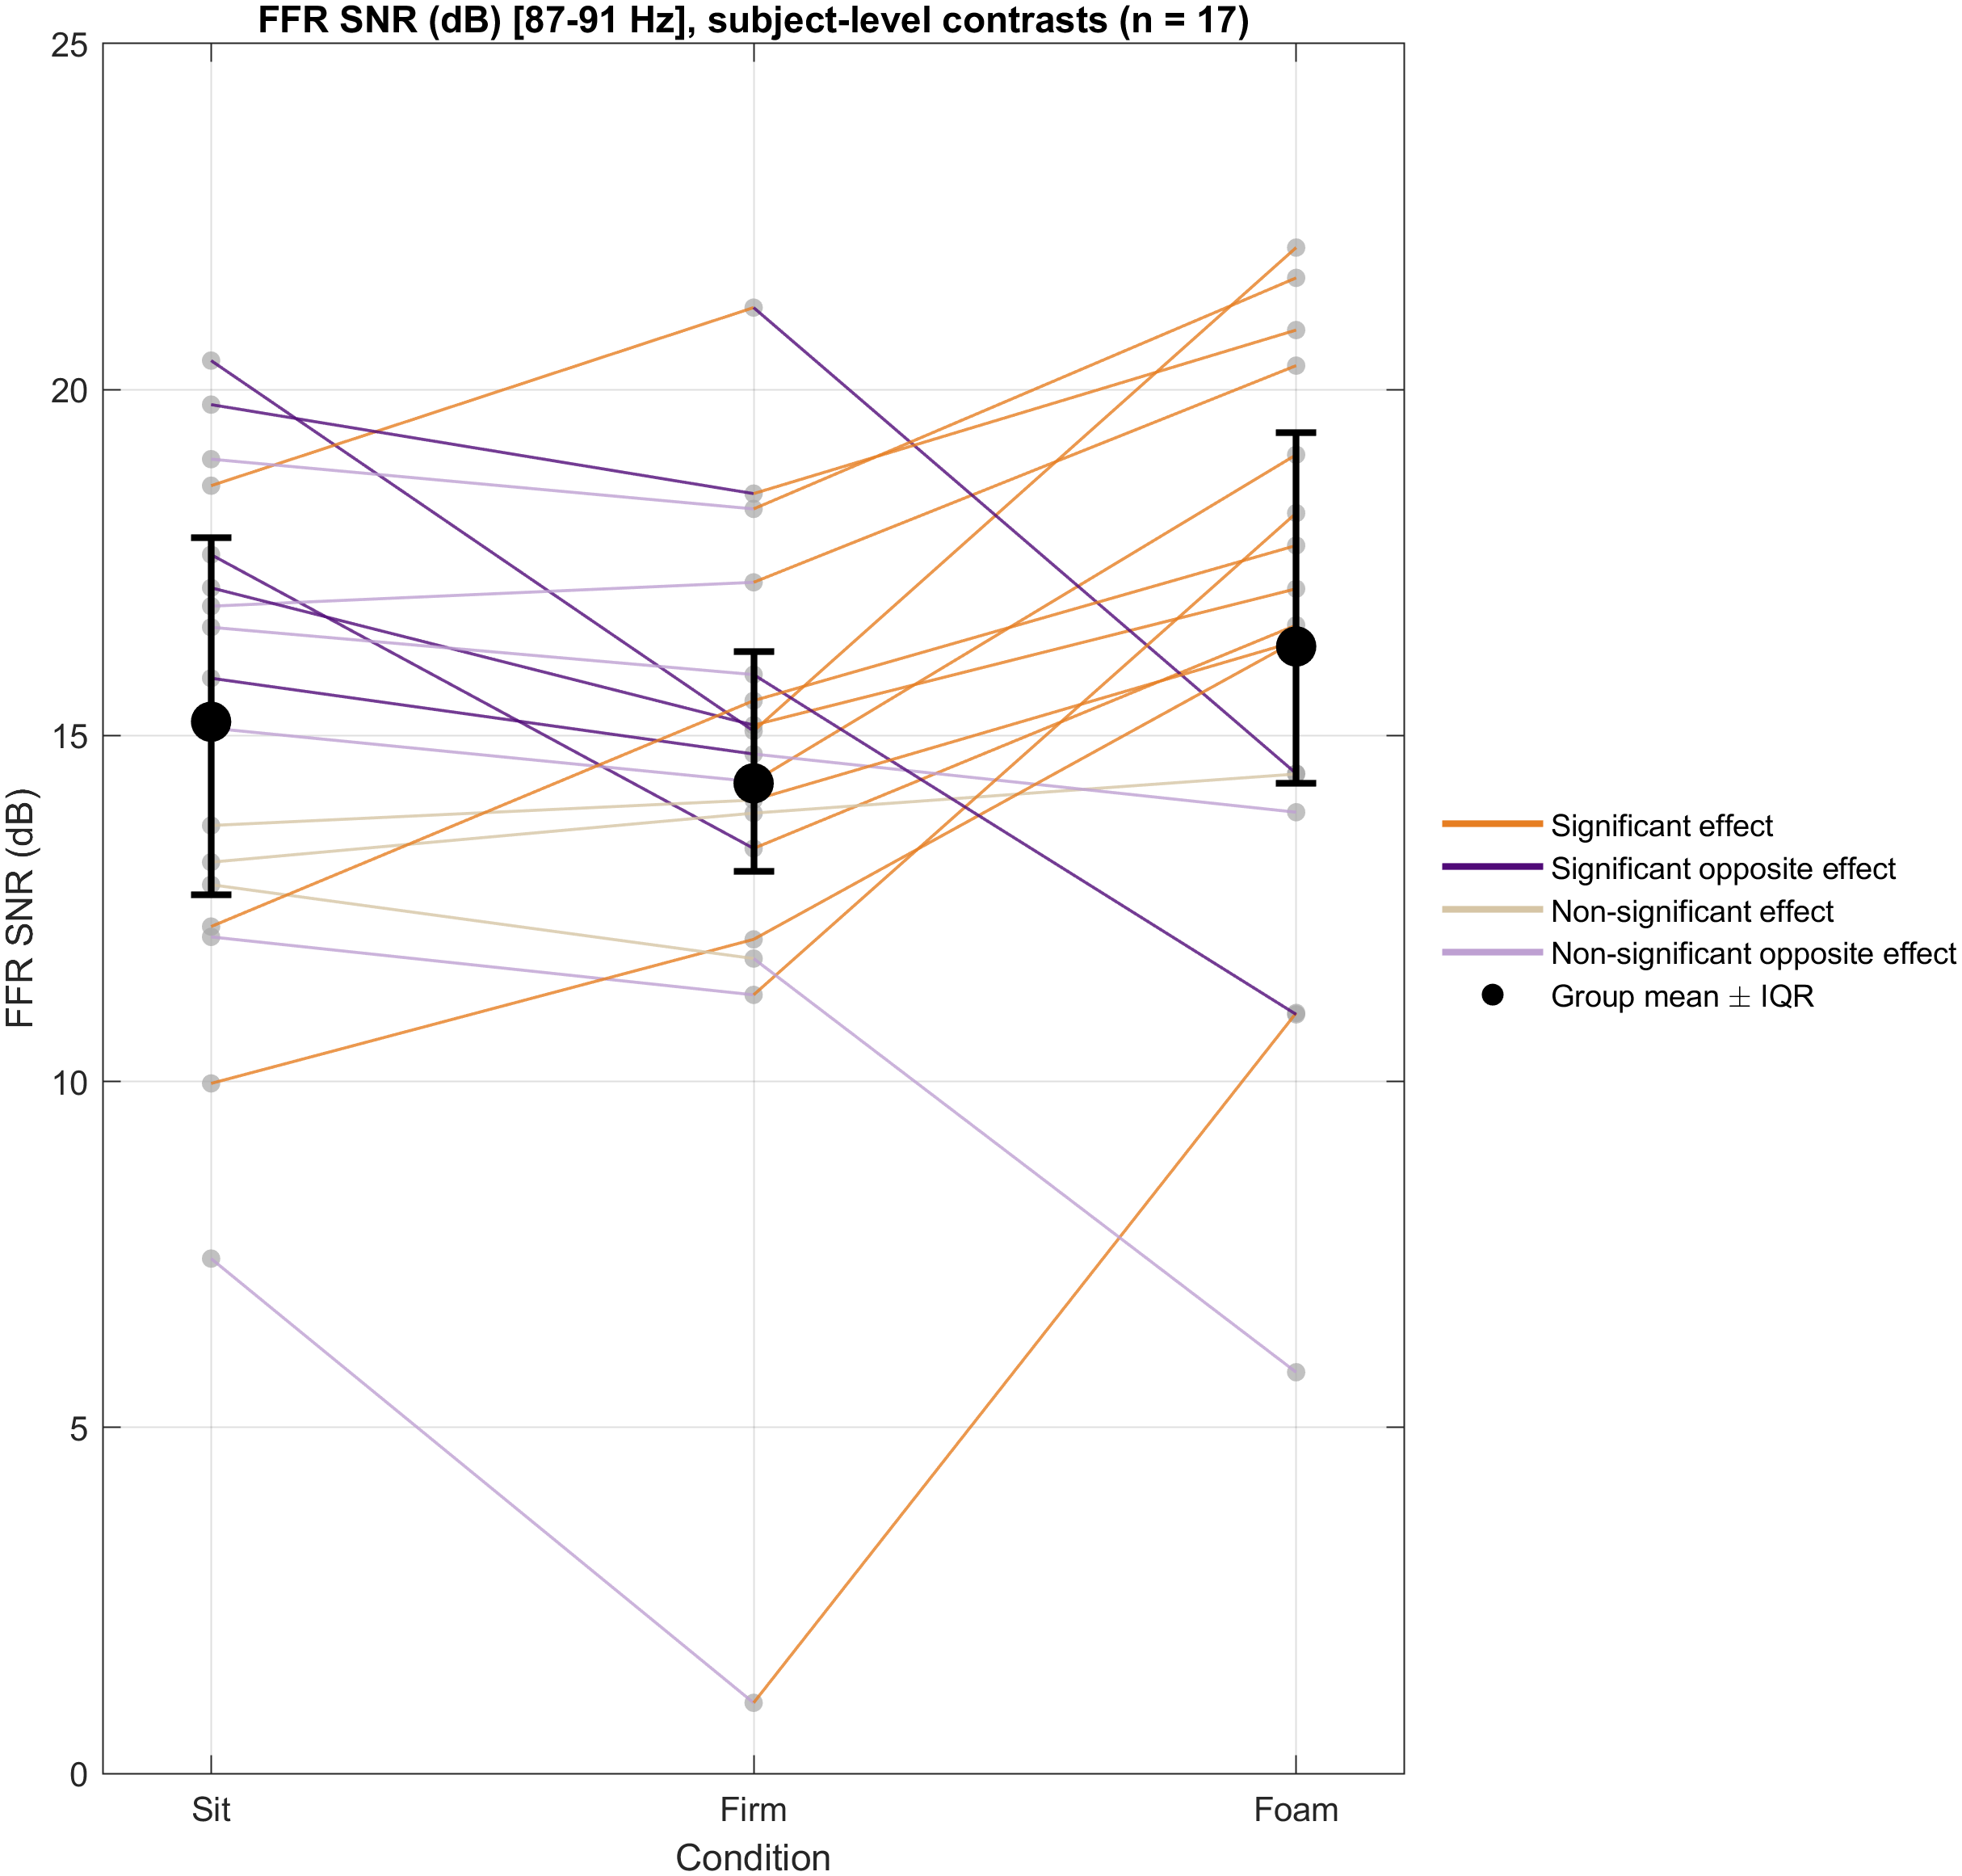 FFR SNR (dB) [87-91 Hz], subject-level contrasts (n = 17)
FFR SNR (dB)
25
20
15
10
5
0
Sit
Firm
Foam
Condition
Significant effect
Significant opposite effect
Non-significant effect
Non-significant opposite effect
Group mean ± IQR